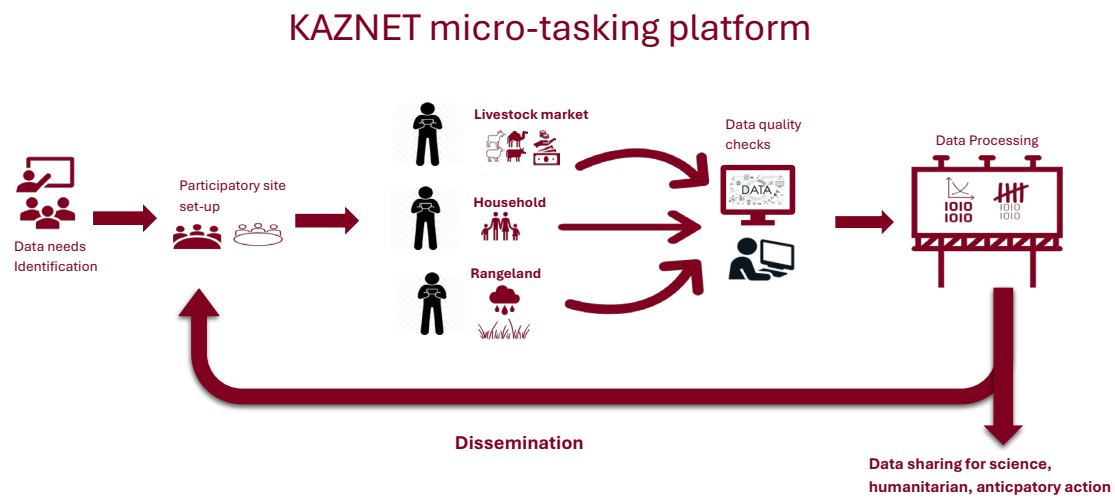 KAZNET micro-tasking platform
Data needs
Identification
Participatory site
set-up
Livestock market
Household
Rangeland
Data quality
checks
DATA
Data Processing
1010
1010
1010
1010
Dissemination
Data sharing for science,
humanitarian, anticpatory action